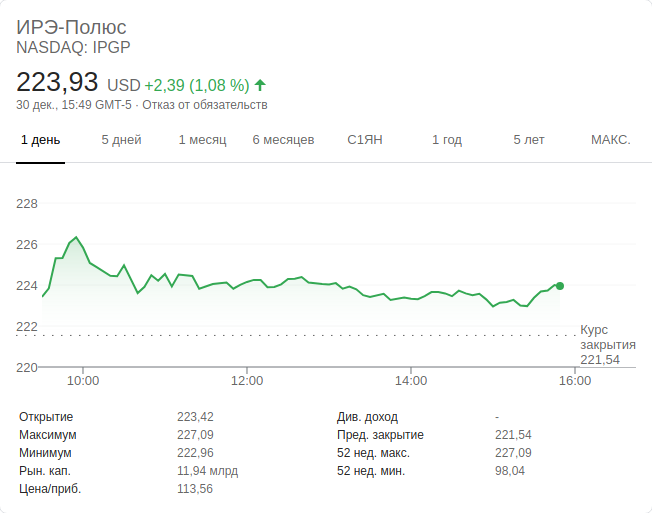 ИРЭ-Полюс
NASDAQ: IPGP
223,93 USD +2,39 (1,08 %)
30 дек., 15:49 GMT-5 · Отказ от обязательств
1 день 5 дней 1 месяц 6 месяцев С1ЯН 1 год 5 лет МАКС.
228
226
224
222
220
Курс
закрытия
221,54
10:00 12:00 14:00 16:00
Открытие 223,42 Див. доход -
Максимум 227,09 Пред. закрытие 221,54
Минимум 222,96 52 нед. макс. 227,09
Рын. кап. 11,94 млрд 52 нед. мин. 98,04
Цена/приб. 113,56